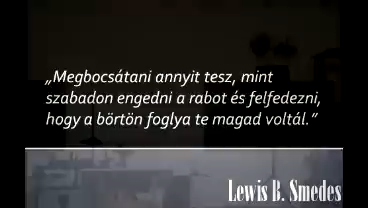 „Megbocsátani annyit tesz, mint
szabadon engedni a rabot és felfedezni,
hogy a börtön foglya te magad voltál.”
Lewis B. Smedes